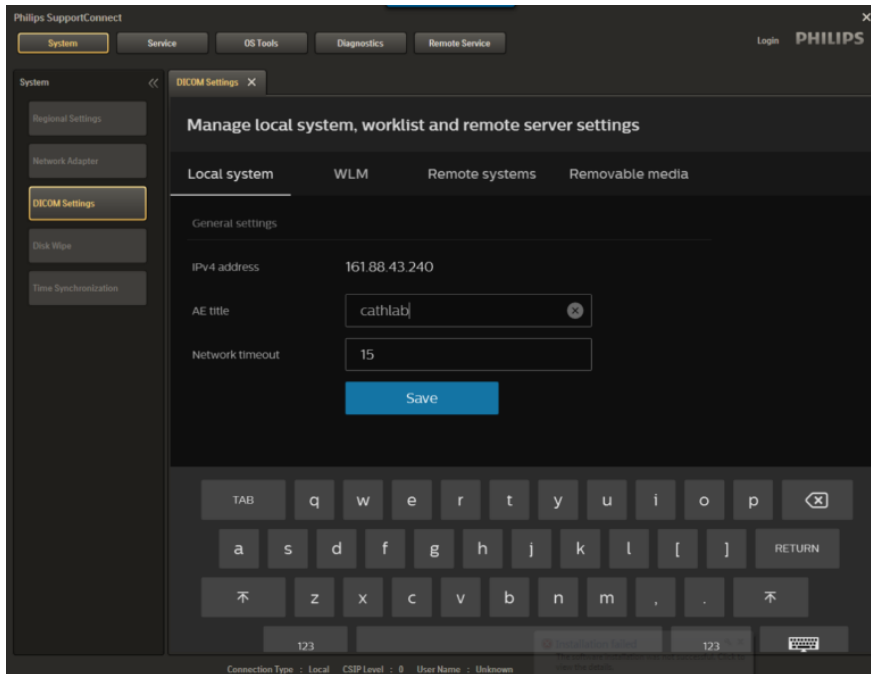 Philips SupportConnect
System Service OS Tools Diagnostics Remote Service Login PHILIPS
System
DICOM Settings
Regional Settings
Network Adapter
DICOM Settings
Disk Wipe
Time Synchronization
Manage local system, worklist and remote server settings
Local system WLM Remote systems Removable media
General settings
IPv4 address 161.88.43.240
AE title cathlab
Network timeout 15
Save
TAB q w e r t y u i o p
a s d f g h j k l [ ] RETURN
z x c v b n m , .
123 123
Installation failed
Connection Type : Local CSIP Level : 0 User Name : Unknown